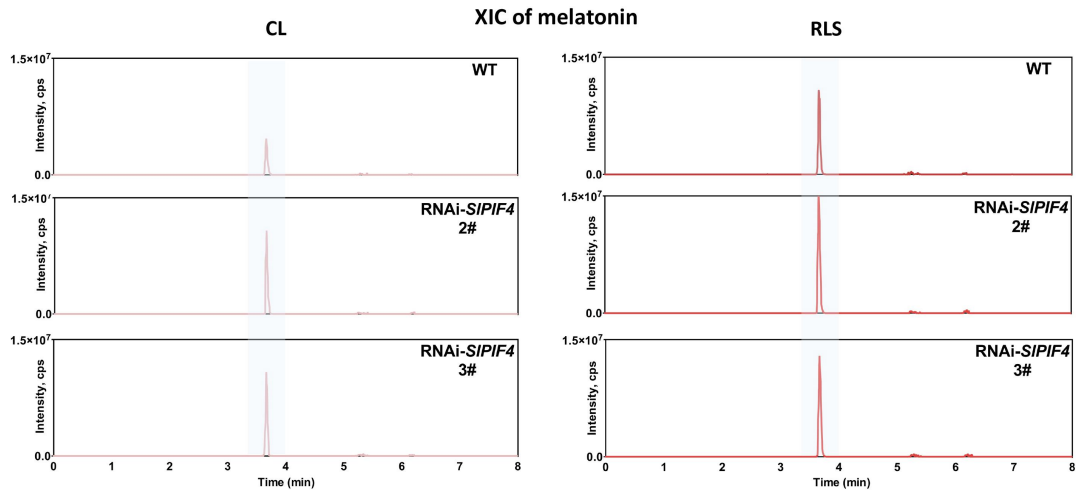 XIC of melatonin
CL
RLS
1.5×10⁷
Intensity, cps
0.0
WT
1.5×10⁷
Intensity, cps
0.0
WT
1.5×10⁷
Intensity, cps
0.0
RNAi-SlPIF4
2#
1.5×10⁷
Intensity, cps
0.0
RNAi-SlPIF4
2#
1.5×10⁷
Intensity, cps
0.0
RNAi-SlPIF4
3#
0 1 2 3 4 5 6 7 8
Time (min)
1.5×10⁷
Intensity, cps
0.0
RNAi-SlPIF4
3#
0 1 2 3 4 5 6 7 8
Time (min)